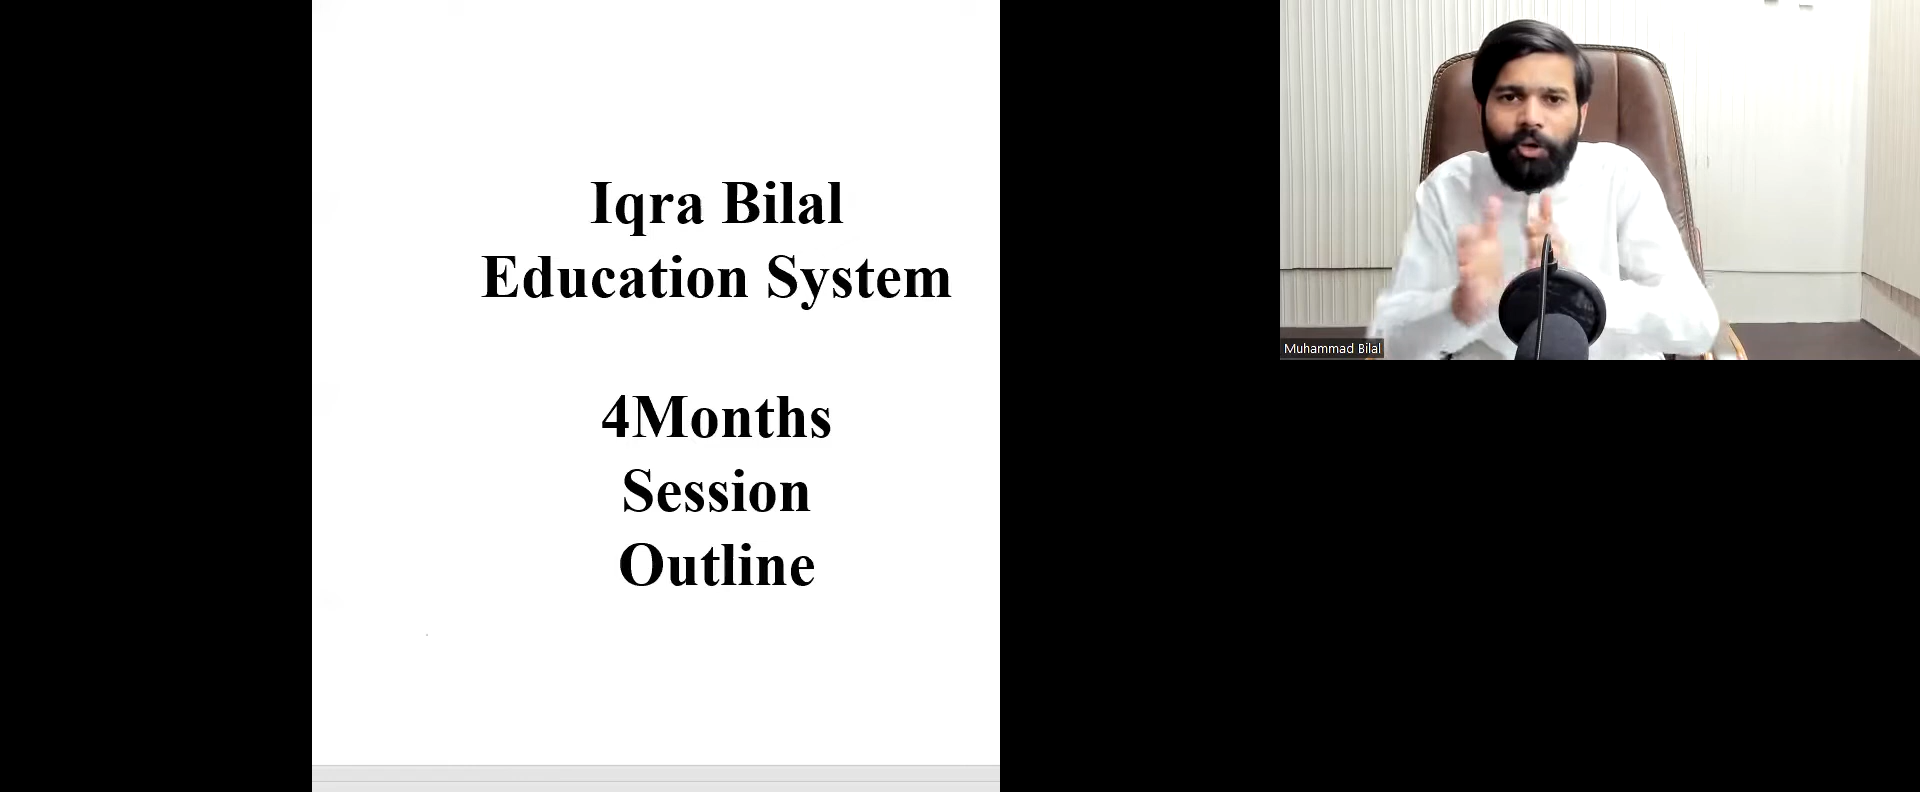 Iqra Bilal
Education System
4Months
Session
Outline
Muhammad Bilal